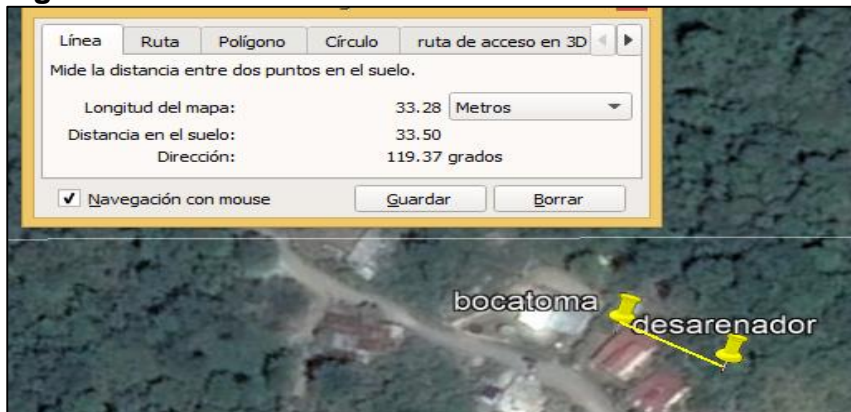 Línea Ruta Polígono Círculo ruta de acceso en 3D
Mide la distancia entre dos puntos en el suelo.
Longitud del mapa: 33.28 Metros
Distancia en el suelo: 33.50
Dirección: 119.37 grados
Navegación con mouse Guardar Borrar
bocatoma
desarenador